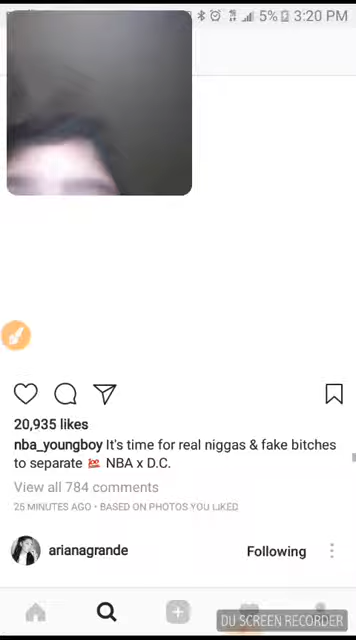 5% 3:20 PM
20,935 likes
nba_youngboy It's time for real niggas & fake bitches
to separate 💯 NBA x D.C.
View all 784 comments
25 MINUTES AGO • BASED ON PHOTOS YOU LIKED
arianagrande Following
DU SCREEN RECORDER